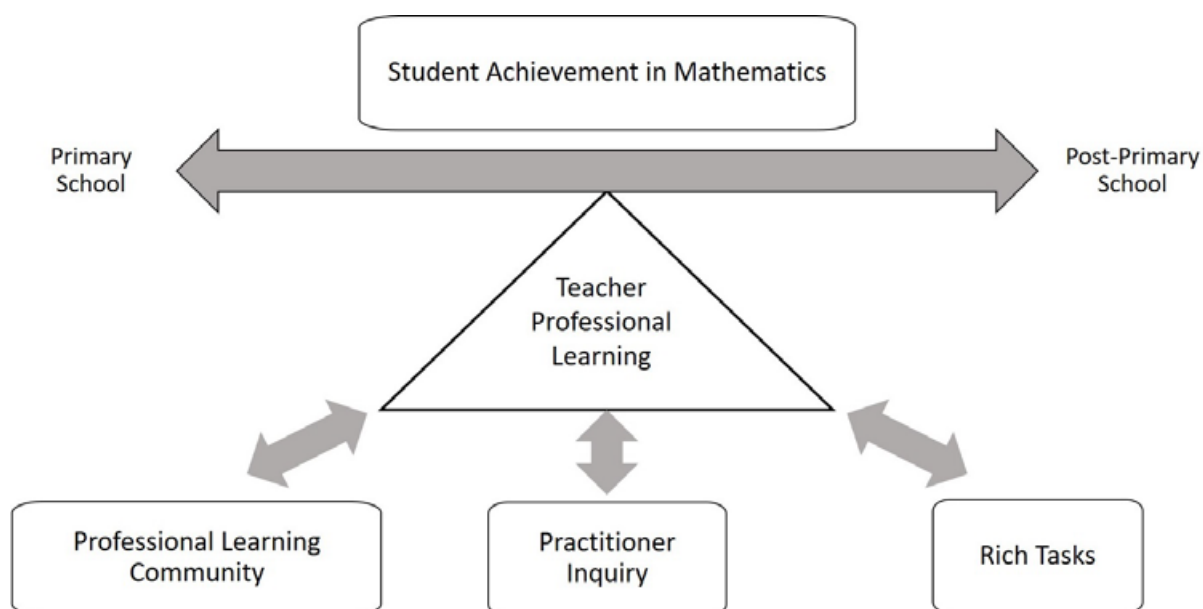 Student Achievement in Mathematics
Primary
School
Post-Primary
School
Teacher
Professional
Learning
Professional Learning
Community
Practitioner
Inquiry
Rich Tasks